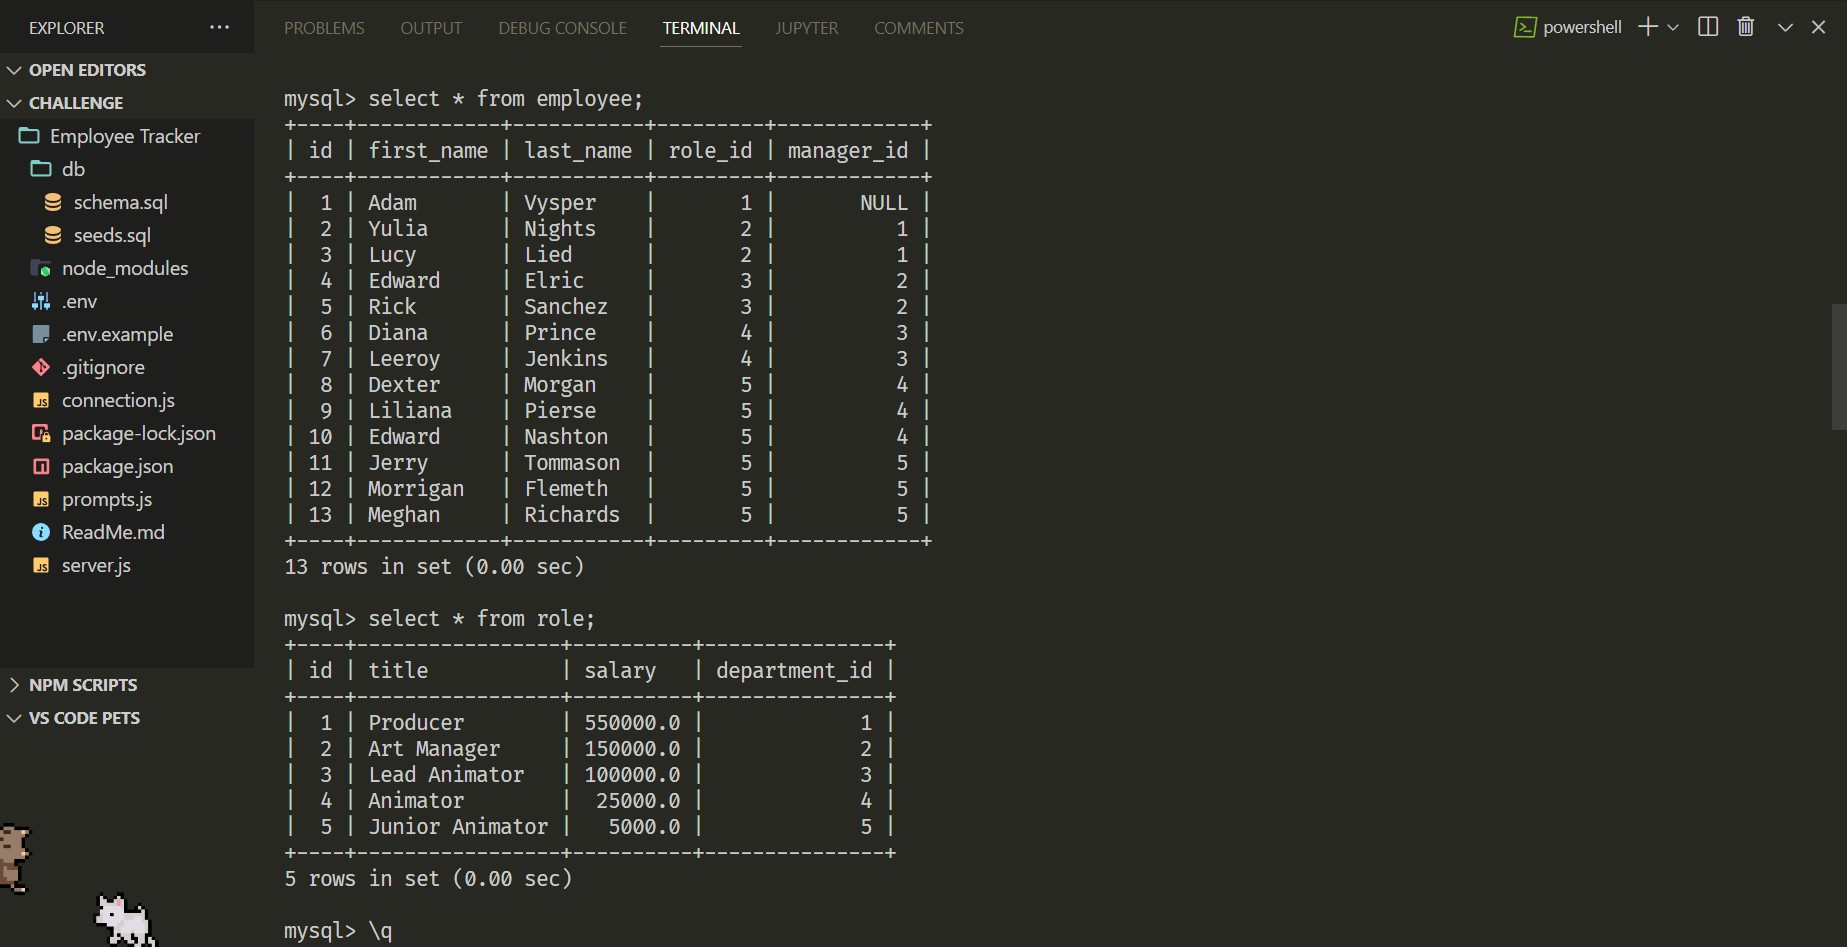 EXPLORER ···
OPEN EDITORS
CHALLENGE
Employee Tracker
db
schema.sql
seeds.sql
node_modules
.env
.env.example
.gitignore
connection.js
package-lock.json
package.json
prompts.js
ReadMe.md
server.js
NPM SCRIPTS
VS CODE PETS
PROBLEMS OUTPUT DEBUG CONSOLE TERMINAL JUPYTER COMMENTS
powershell
mysql> select * from employee;
+----+------------+-----------+---------+------------+
| id | first_name | last_name | role_id | manager_id |
+----+------------+-----------+---------+------------+
|  1 | Adam       | Vysper    |       1 |       NULL |
|  2 | Yulia      | Nights    |       2 |          1 |
|  3 | Lucy       | Lied      |       2 |          1 |
|  4 | Edward     | Elric     |       3 |          2 |
|  5 | Rick       | Sanchez   |       3 |          2 |
|  6 | Diana      | Prince    |       4 |          3 |
|  7 | Leeroy     | Jenkins   |       4 |          3 |
|  8 | Dexter     | Morgan    |       5 |          4 |
|  9 | Liliana    | Pierse    |       5 |          4 |
| 10 | Edward     | Nashton   |       5 |          4 |
| 11 | Jerry      | Tommason  |       5 |          5 |
| 12 | Morrigan   | Flemeth   |       5 |          5 |
| 13 | Meghan     | Richards  |       5 |          5 |
+----+------------+-----------+---------+------------+
13 rows in set (0.00 sec)
mysql> select * from role;
+----+-----------------+----------+---------------+
| id | title           | salary   | department_id |
+----+-----------------+----------+---------------+
|  1 | Producer        | 550000.0 |             1 |
|  2 | Art Manager     | 150000.0 |             2 |
|  3 | Lead Animator   | 100000.0 |             3 |
|  4 | Animator        |  25000.0 |             4 |
|  5 | Junior Animator |   5000.0 |             5 |
+----+-----------------+----------+---------------+
5 rows in set (0.00 sec)
mysql> \q